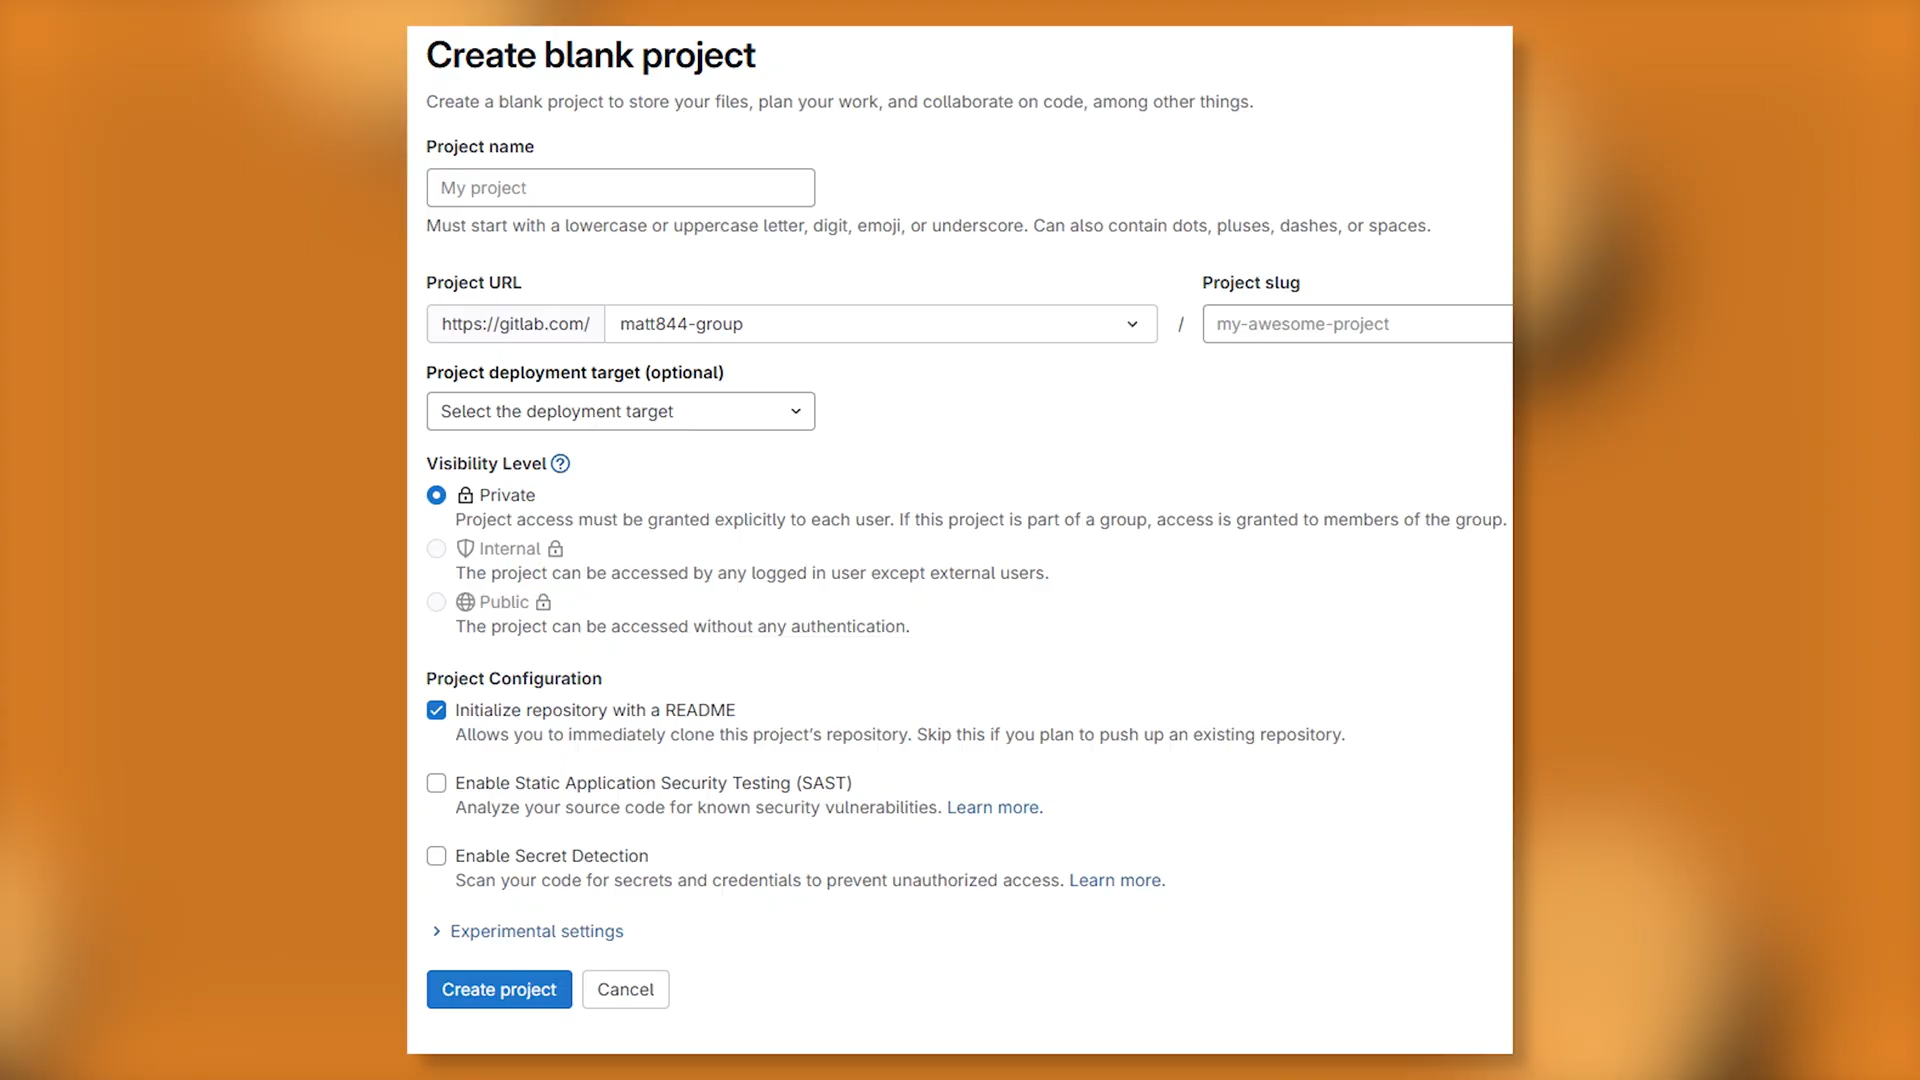 Create blank project
Create a blank project to store your files, plan your work, and collaborate on code, among other things.
Project name
My project
Must start with a lowercase or uppercase letter, digit, emoji, or underscore. Can also contain dots, pluses, dashes, or spaces.
Project URL
Project slug
https://gitlab.com/ matt844-group / my-awesome-project
Project deployment target (optional)
Select the deployment target
Visibility Level ?
Private
Project access must be granted explicitly to each user. If this project is part of a group, access is granted to members of the group.
Internal
The project can be accessed by any logged in user except external users.
Public
The project can be accessed without any authentication.
Project Configuration
Initialize repository with a README
Allows you to immediately clone this project’s repository. Skip this if you plan to push up an existing repository.
Enable Static Application Security Testing (SAST)
Analyze your source code for known security vulnerabilities. Learn more.
Enable Secret Detection
Scan your code for secrets and credentials to prevent unauthorized access. Learn more.
Experimental settings
Create project Cancel